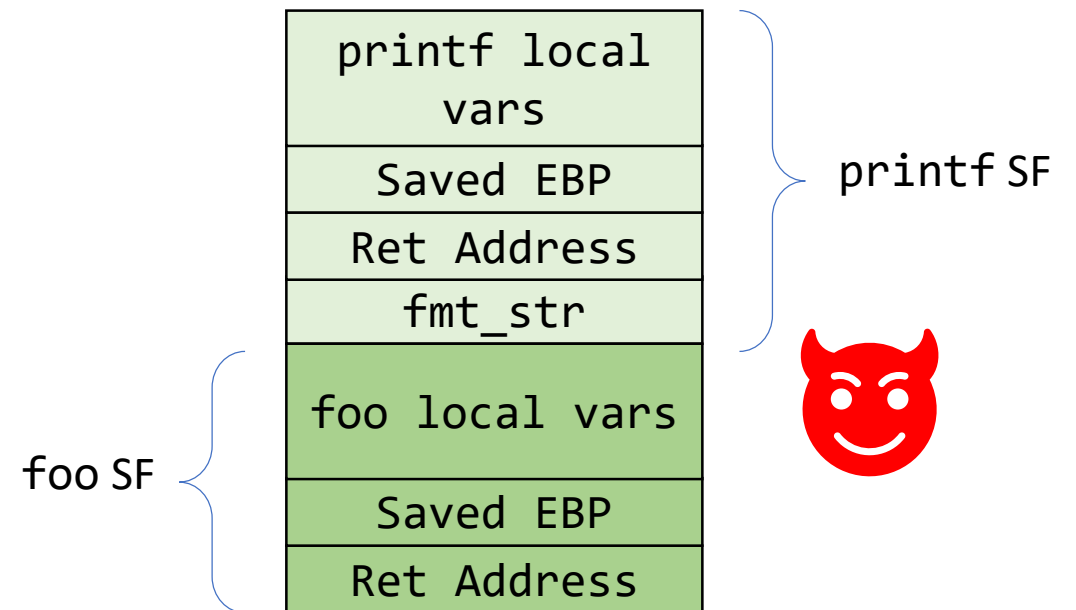 printf local
vars
Saved EBP
printf SF
Ret Address
fmt_str
foo local vars
foo SF
Saved EBP
Ret Address